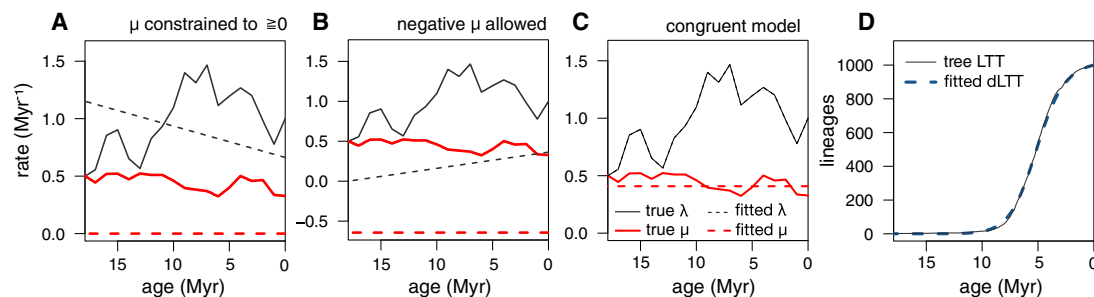 A μ constrained to ≧0
rate (Myr⁻¹)
1.5
1.0
0.5
0.0
15 10 5 0
age (Myr)
B negative μ allowed
1.5
1.0
0.5
0.0
−0.5
15 10 5 0
age (Myr)
C congruent model
1.5
1.0
0.5
0.0
true λ
true μ
fitted λ
fitted μ
15 10 5 0
age (Myr)
D
lineages
1000
800
600
400
200
0
tree LTT
fitted dLTT
15 10 5 0
age (Myr)